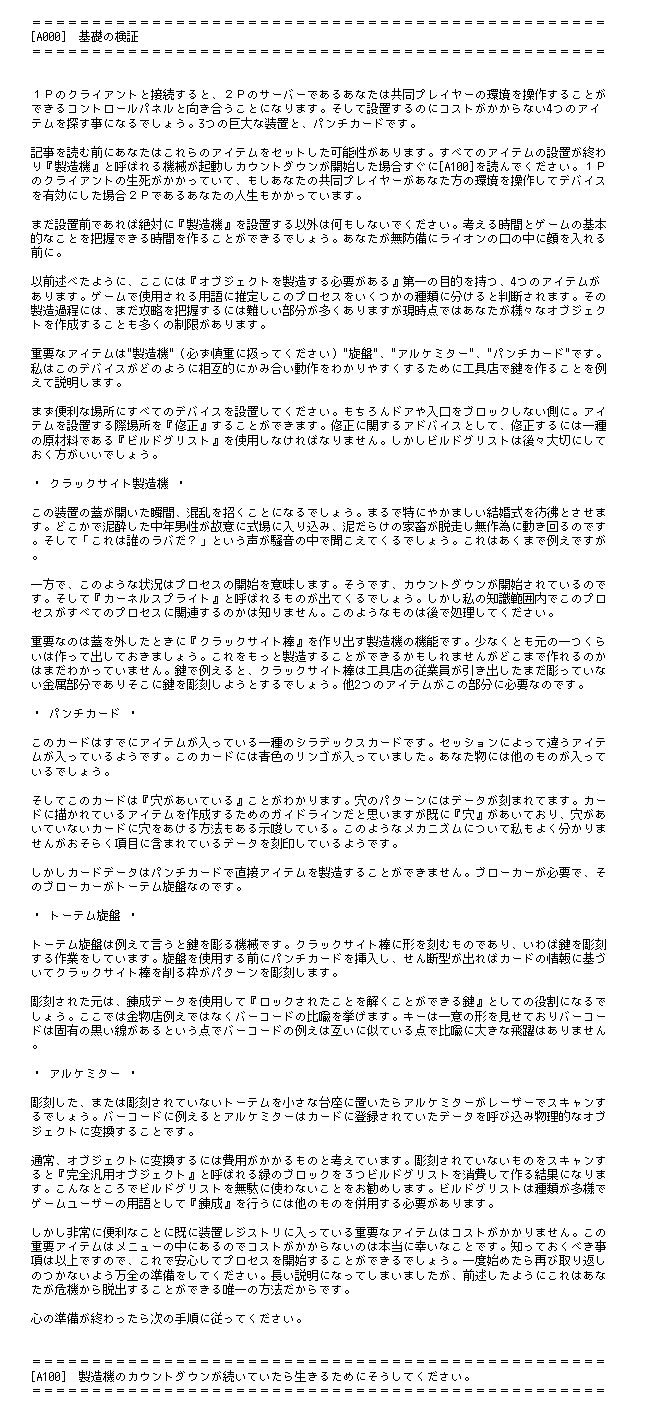 ================================================
[A000] 基礎の検証
================================================
１Ｐのクライアントと接続すると、２Ｐのサーバーであるあなたは共同プレイヤーの環境を操作することが
できるコントロールパネルと向き合うことになります。そして設置するのにコストがかからない4つのアイ
テムを探す事になるでしょう。3つの巨大な装置と、パンチカードです。
記事を読む前にあなたはこれらのアイテムをセットした可能性があります。すべてのアイテムの設置が終わ
り『製造機』と呼ばれる機械が起動しカウントダウンが開始した場合すぐに[A100]を読んでください。１Ｐ
のクライアントの生死がかかっていて、もしあなたの共同プレイヤーがあなた方の環境を操作してデバイス
を有効にした場合２Ｐであるあなたの人生もかかっています。
まだ設置前であれば絶対に『製造機』を設置する以外は何もしないでください。考える時間とゲームの基本
的なことを把握できる時間を作ることができるでしょう。あなたが無防備にライオンの口の中に顔を入れる
前に。
以前述べたように、ここには『オブジェクトを製造する必要がある』第一の目的を持つ、4つのアイテムが
あります。ゲームで使用される用語に推定しこのプロセスをいくつかの種類に分けると判断されます。その
製造過程には、まだ攻略を把握するには難しい部分が多くありますが現時点ではあなたが様々なオブジェク
トを作成することも多くの制限があります。
重要なアイテムは"製造機"（必ず慎重に扱ってください）"旋盤"、"アルケミター"、"パンチカード"です。
私はこのデバイスがどのように相互的にかみ合い動作をわかりやすくするために工具店で鍵を作ることを例
えて説明します。
まず便利な場所にすべてのデバイスを設置してください。もちろんドアや入口をブロックしない側に。アイ
テムを設置する際場所を『修正』することができます。修正に関するアドバイスとして、修正するには一種
の原材料である『ビルドグリスト』を使用しなければなりません。しかしビルドグリストは後々大切にして
おく方がいいでしょう。
・ クラックサイト製造機 ・
この装置の蓋が開いた瞬間、混乱を招くことになるでしょう。まるで特にやかましい結婚式を彷彿とさせま
す。どこかで泥酔した中年男性が故意に式場に入り込み、泥だらけの家畜が脱走し無作為に動き回るのです
。そして「これは誰のラバだ？」という声が騒音の中で聞こえてくるでしょう。これはあくまで例えですが
。
一方で、このような状況はプロセスの開始を意味します。そうです、カウントダウンが開始されているので
す。そして『カーネルスプライト』と呼ばれるものが出てくるでしょう。しかし私の知識範囲内でこのプロ
セスがすべてのプロセスに関連するのかは知りません。このようなものは後で処理してください。
重要なのは蓋を外したときに『クラックサイト棒』を作り出す製造機の機能です。少なくとも元の一つくら
いは作って出しておきましょう。これをもっと製造することができるかもしれませんがどこまで作れるのか
はまだわかっていません。鍵で例えると、クラックサイト棒は工具店の従業員が引き出したまだ彫っていな
い金属部分でありそこに鍵を彫刻しようとするでしょう。他2つのアイテムがこの部分に必要なのです。
・ パンチカード ・
このカードはすでにアイテムが入っている一種のシラデックスカードです。セッションによって違うアイテ
ムが入っているようです。このカードには青色のリンゴが入っていました。あなた物には他のものが入って
いるでしょう。
そしてこのカードは『穴があいている』ことがわかります。穴のパターンにはデータが刻まれてます。カー
ドに描かれているアイテムを作成するためのガイドラインだと思いますが既に『穴』があいており、穴があ
いていないカードに穴をあける方法もある示唆している。このようなメカニズムについて私もよく分かりま
せんがおそらく項目に含まれているデータを刻印しているようです。
しかしカードデータはパンチカードで直接アイテムを製造することができません。ブローカーが必要で、そ
のブローカーがトーテム旋盤なのです。
・ トーテム旋盤 ・
トーテム旋盤は例えて言うと鍵を彫る機械です。クラックサイト棒に形を刻むものであり、いわば鍵を彫刻
する作業をしています。旋盤を使用する前にパンチカードを挿入し、せん断型が出ればカードの情報に基づ
いてクラックサイト棒を削る枠がパターンを彫刻します。
彫刻された元は、錬成データを使用して『ロックされたことを解くことができる鍵』としての役割になるで
しょう。ここでは金物店例えではなくバーコードの比喩を挙げます。キーは一意の形を見せておりバーコー
ドは固有の黒い線があるという点でバーコードの例えは互いに似ている点で比喩に大きな飛躍はありません
。
・ アルケミター ・
彫刻した、または彫刻されていないトーテムを小さな台座に置いたらアルケミターがレーザーでスキャンす
るでしょう。バーコードに例えるとアルケミターはカードに登録されていたデータを呼び込み物理的なオブ
ジェクトに変換することです。
通常、オブジェクトに変換するには費用がかかるものと考えています。彫刻されていないものをスキャンす
ると『完全汎用オブジェクト』と呼ばれる緑のブロックを３つビルドグリストを消費して作る結果になりま
す。こんなところでビルドグリストを無駄に使わないことをお勧めします。ビルドグリストは種類が多様で
ゲームユーザーの用語として『錬成』を行うには他のものを併用する必要があります。
しかし非常に便利なことに既に装置レジストリに入っている重要なアイテムはコストがかかりません。この
重要アイテムはメニューの中にあるのでコストがかからないのは本当に幸いなことです。知っておくべき事
項は以上ですので、これで安心してプロセスを開始することができるでしょう。一度始めたら再び取り返し
のつかないよう万全の準備をしてください。長い説明になってしまいましたが、前述したようにこれはあな
たが危機から脱出することができる唯一の方法だからです。
心の準備が終わったら次の手順に従ってください。
================================================
[A100] 製造機のカウントダウンが続いていたら生きるためにそうしてください。
================================================